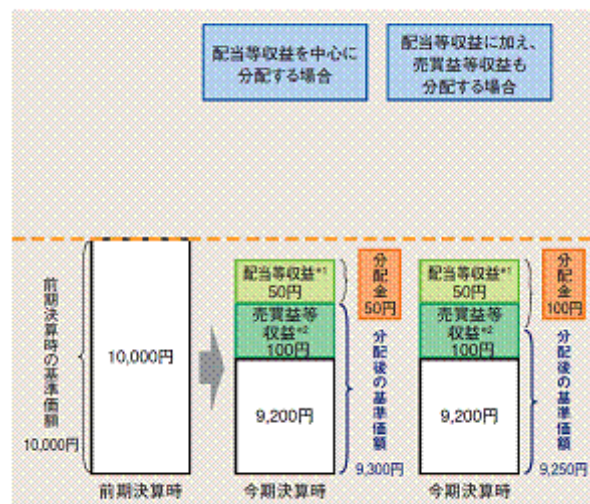 配当等収益を中心に
分配する場合
配当等収益に加え、
売買益等収益も
分配する場合
前期決算時の基準価額
10,000円
10,000円
前期決算時
配当等収益*1
50円
売買益等
収益*2
100円
9,200円
今期決算時
分配金
50円
分配後の基準価額
9,300円
配当等収益*1
50円
売買益等
収益*2
100円
9,200円
今期決算時
分配金
100円
分配後の基準価額
9,250円